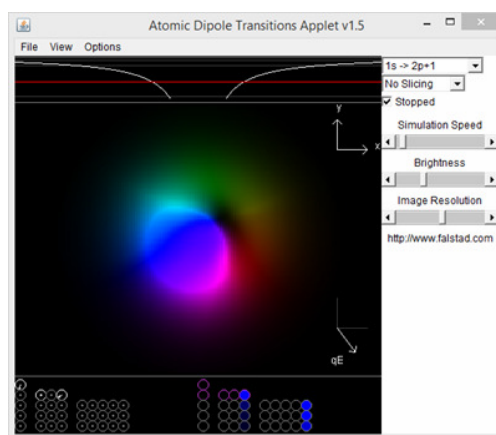 Atomic Dipole Transitions Applet v1.5
File View Options
1s -> 2p+1
No Slicing
Stopped
Simulation Speed
Brightness
Image Resolution
http://www.falstad.com
y
x
qE